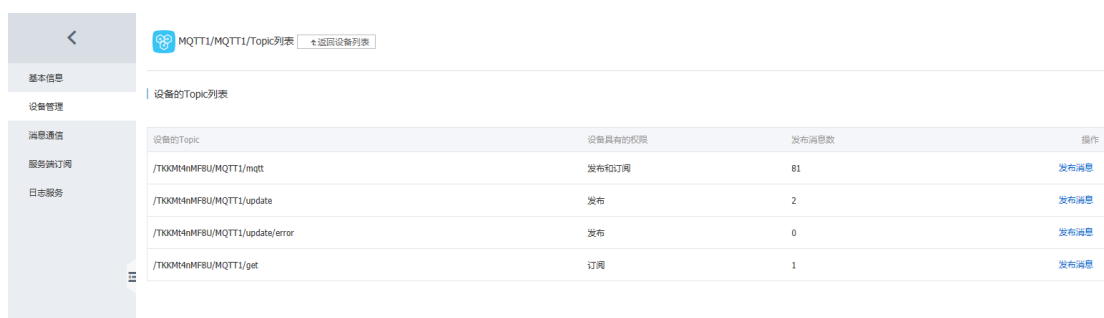 MQTT1/MQTT1/Topic列表 返回设备列表
基本信息
设备管理
消息通信
服务端订阅
日志服务
设备的Topic列表
设备的Topic 设备具有的权限 发布消息数 操作
/TKKMt4nMF8U/MQTT1/mqtt 发布和订阅 81 发布消息
/TKKMt4nMF8U/MQTT1/update 发布 2 发布消息
/TKKMt4nMF8U/MQTT1/update/error 发布 0 发布消息
/TKKMt4nMF8U/MQTT1/get 订阅 1 发布消息